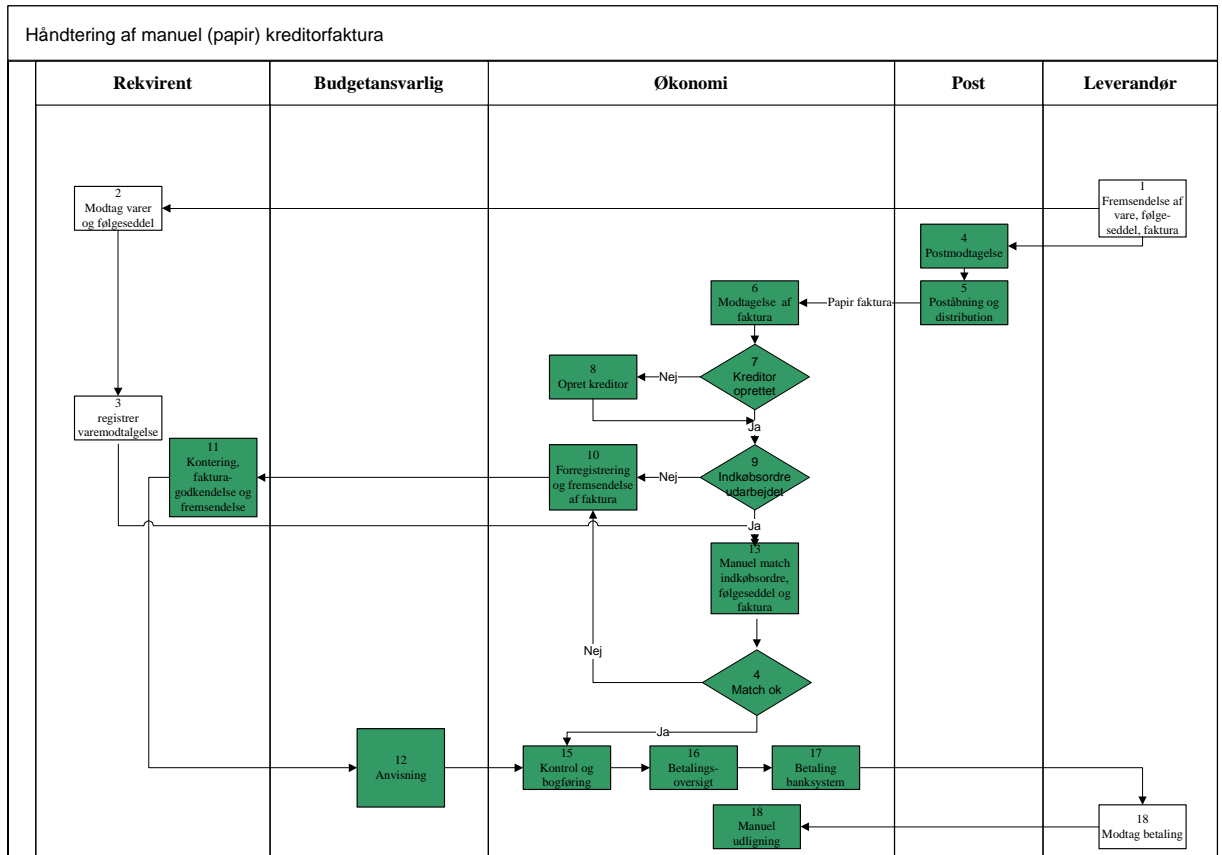 Håndtering af manuel (papir) kreditorfaktura
Rekvirent
Budgetansvarlig
Økonomi
Post
Leverandør
2
Modtag varer
og følgeseddel
1
Fremsendelse af
vare, følge-
seddel, faktura
4
Postmodtagelse
5
Poståbning og
distribution
Papir faktura
6
Modtagelse af
faktura
7
Kreditor
oprettet
Nej
8
Opret kreditor
Ja
3
registrer
varemodtalgelse
11
Kontering,
faktura-
godkendelse og
fremsendelse
10
Forregistrering
og fremsendelse
af faktura
Nej
9
Indkøbsordre
udarbejdet
Ja
13
Manuel match
indkøbsordre,
følgeseddel og
faktura
Nej
4
Match ok
Ja
12
Anvisning
15
Kontrol og
bogføring
16
Betalings-
oversigt
17
Betaling
banksystem
18
Manuel
udligning
18
Modtag betaling